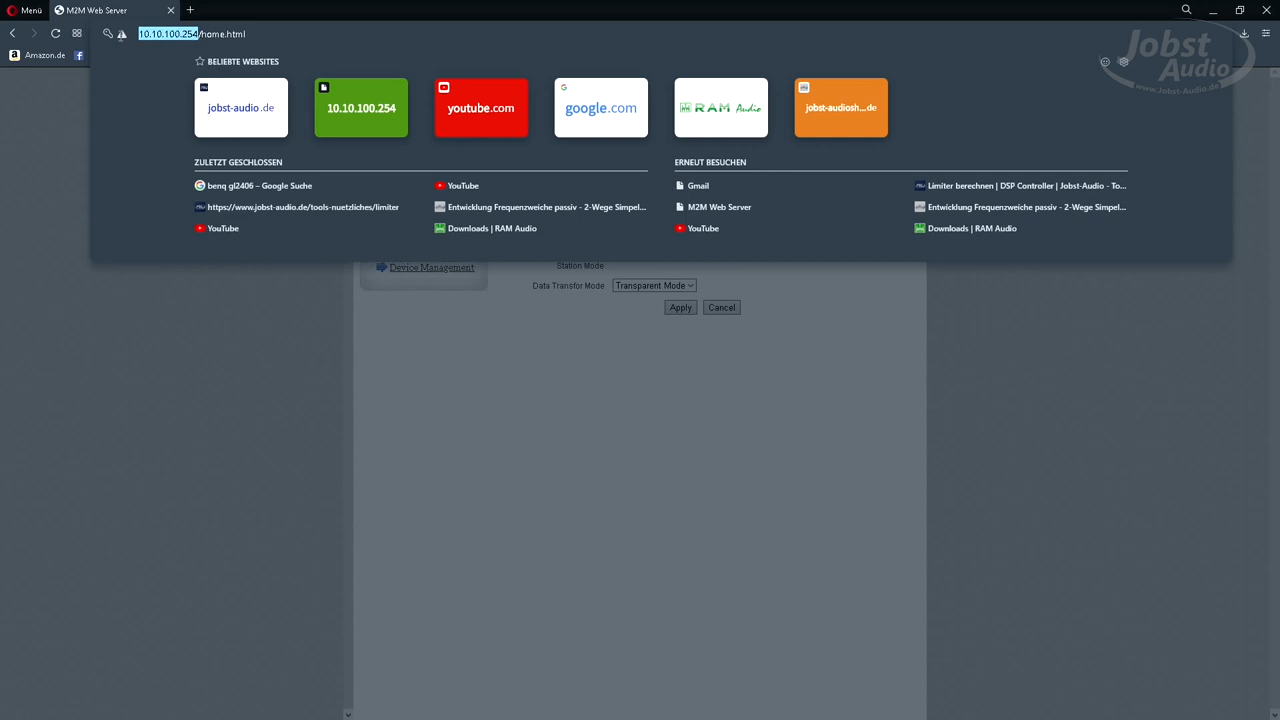 Menü
M2M Web Server
10.10.100.254/home.html
Amazon.de
Jobst
Audio
www.Jobst-Audio.de
BELIEBTE WEBSITES
jobst-audio.de
10.10.100.254
youtube.com
google.com
RAM Audio
jobst-audiosh...de
ZULETZT GESCHLOSSEN
ERNEUT BESUCHEN
benq gl2406 – Google Suche
YouTube
Gmail
Limiter berechnen | DSP Controller | Jobst-Audio - To...
https://www.jobst-audio.de/tools-nuetzliches/limiter
Entwicklung Frequenzweiche passiv - 2-Wege Simpel...
M2M Web Server
Entwicklung Frequenzweiche passiv - 2-Wege Simpel...
YouTube
Downloads | RAM Audio
YouTube
Downloads | RAM Audio
Device Management
Station Mode
Data Transfor Mode
Transparent Mode
Apply
Cancel